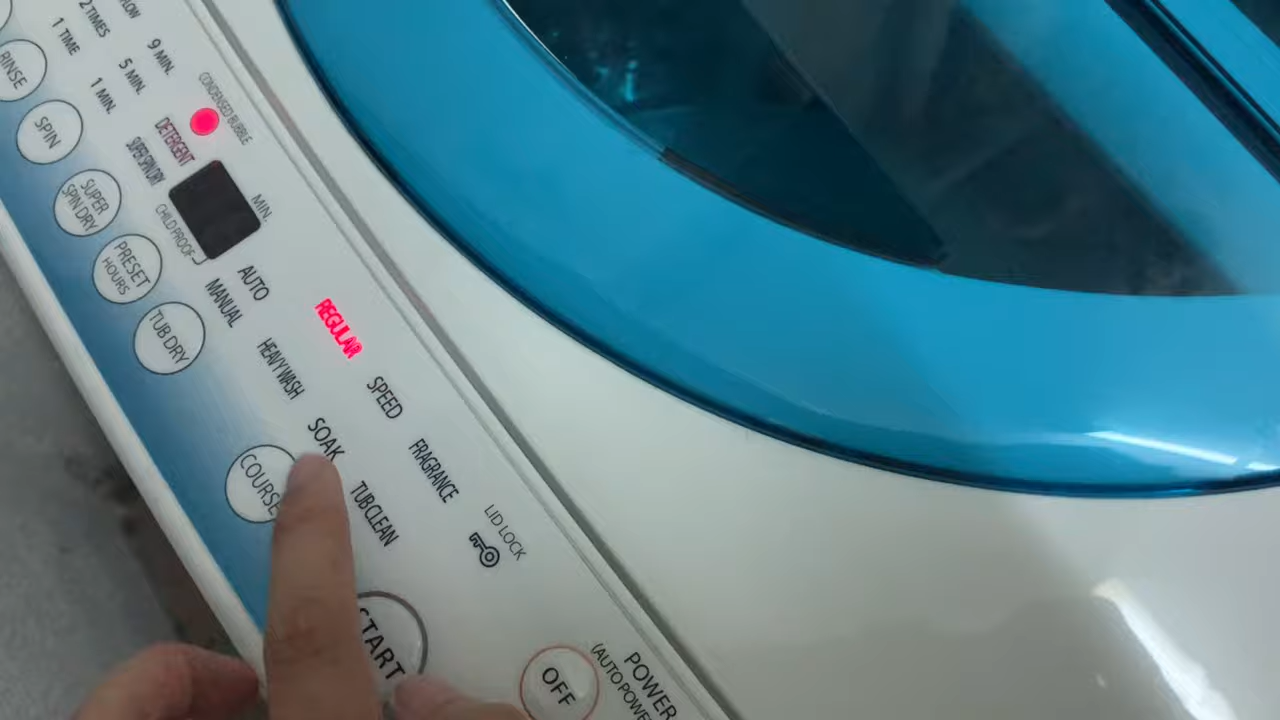 2 TIMES
1 TIME
9 MIN.
5 MIN.
1 MIN.
RINSE
SPIN
SUPER
SPIN DRY
PRESET
HOURS
TUB DRY
COURSE
CONDENSED BUBBLE
DETERGENT
SUPER SPIN DRY
CHILD PROOF
MIN.
AUTO
MANUAL
REGULAR
HEAVY WASH
SPEED
SOAK
FRAGRANCE
TUB CLEAN
LID LOCK
START
OFF
POWER
(AUTO POWER